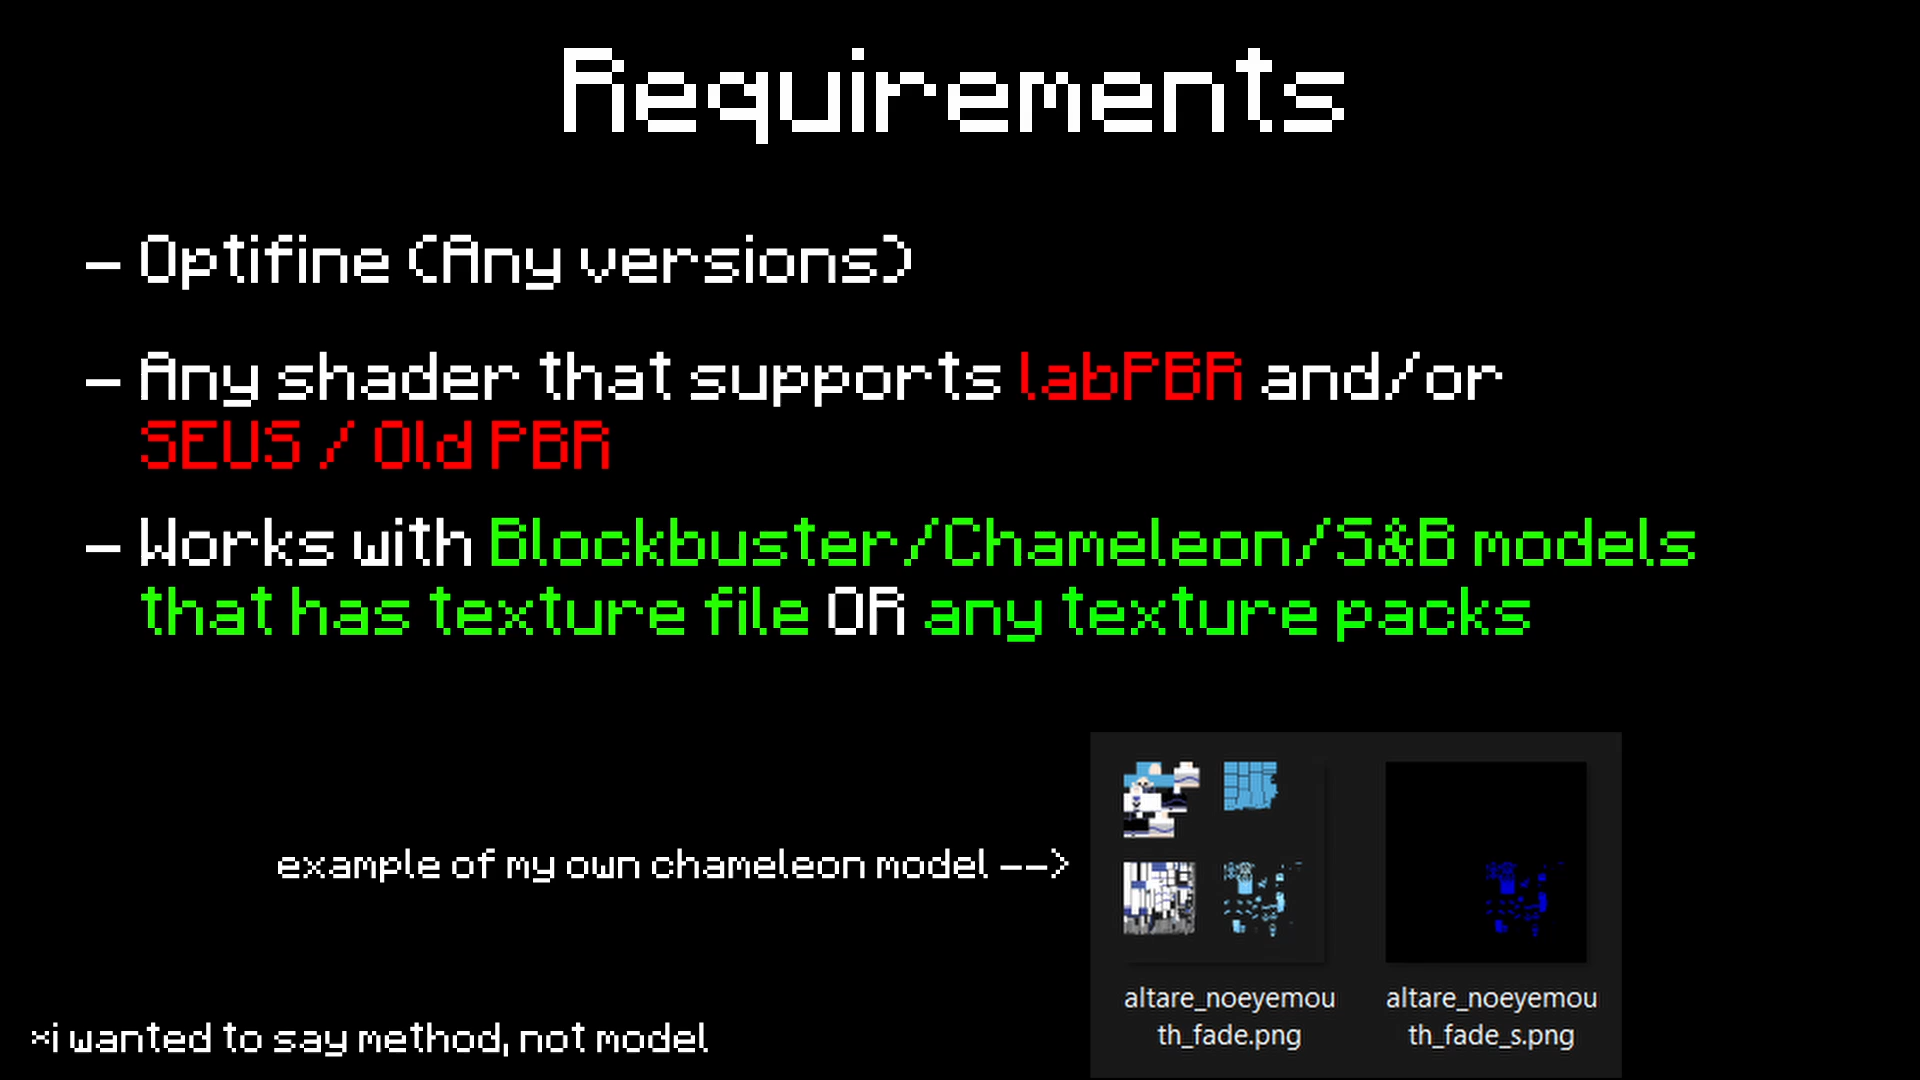 Requirements
- Optifine (Any versions)
- Any shader that supports labPBR and/or
SEUS / Old PBR
- Works with Blockbuster/Chameleon/S&B models
that has texture file OR any texture packs
example of my own chameleon model -->
altare_noeyemou
th_fade.png
altare_noeyemou
th_fade_s.png
*i wanted to say method, not model